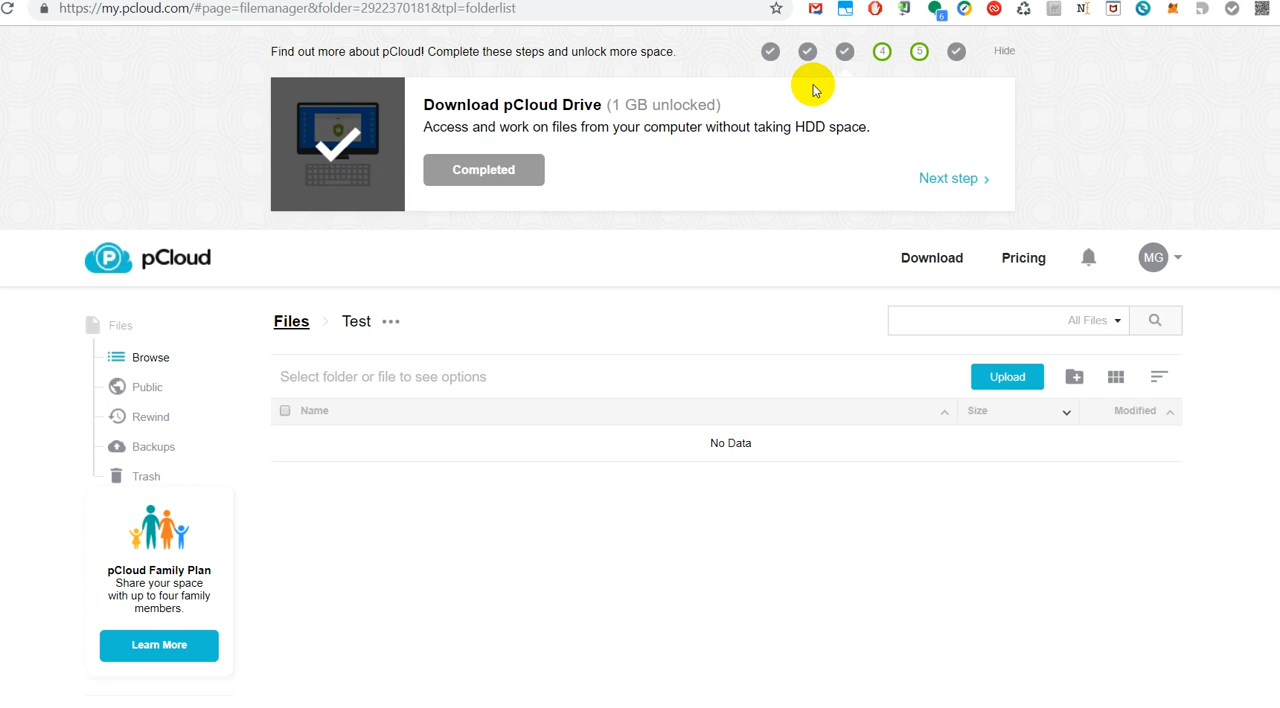 https://my.pcloud.com/#page=filemanager&folder=2922370181&tpl=folderlist
6
Find out more about pCloud! Complete these steps and unlock more space.
4
5
Hide
Download pCloud Drive (1 GB unlocked)
Access and work on files from your computer without taking HDD space.
Completed
Next step
P
pCloud
Download
Pricing
MG
Files
Files
Test
All Files
Browse
Select folder or file to see options
Upload
Public
Name
Size
Modified
Rewind
No Data
Backups
Trash
pCloud Family Plan
Share your space
with up to four family
members.
Learn More